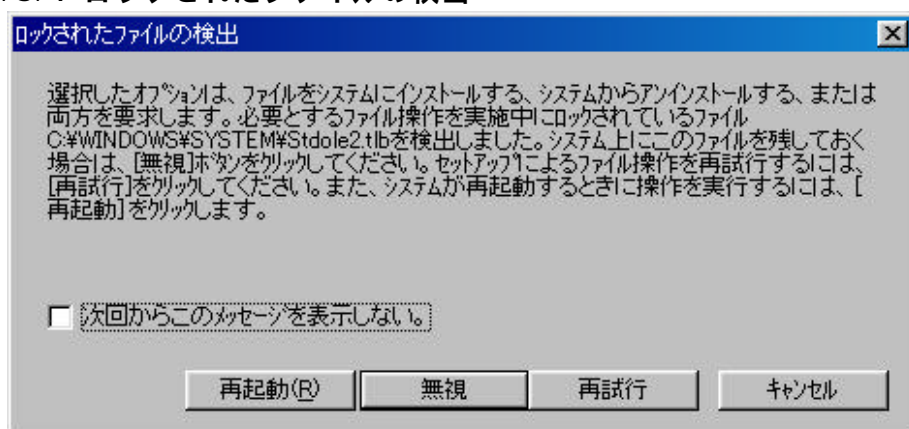 ﾛｯｸされたﾌｧｲﾙの検出
選択したｵﾌﾟｼｮﾝは、ﾌｧｲﾙをｼｽﾃﾑにｲﾝｽﾄｰﾙする、ｼｽﾃﾑからｱﾝｲﾝｽﾄｰﾙする、または
両方を要求します。必要とするﾌｧｲﾙ操作を実施中にﾛｯｸされているﾌｧｲﾙ
C:¥WINDOWS¥SYSTEM¥Stdole2.tlbを検出しました。ｼｽﾃﾑ上にこのﾌｧｲﾙを残しておく
場合は、[無視]ﾎﾞﾀﾝをｸﾘｯｸしてください。ｾｯﾄｱｯﾌﾟによるﾌｧｲﾙ操作を再試行するには、
[再試行]をｸﾘｯｸしてください。また、ｼｽﾃﾑが再起動するときに操作を実行するには、[
再起動]をｸﾘｯｸします。
次回からこのﾒｯｾｰｼﾞを表示しない。
再起動(R) 無視 再試行 ｷｬﾝｾﾙ